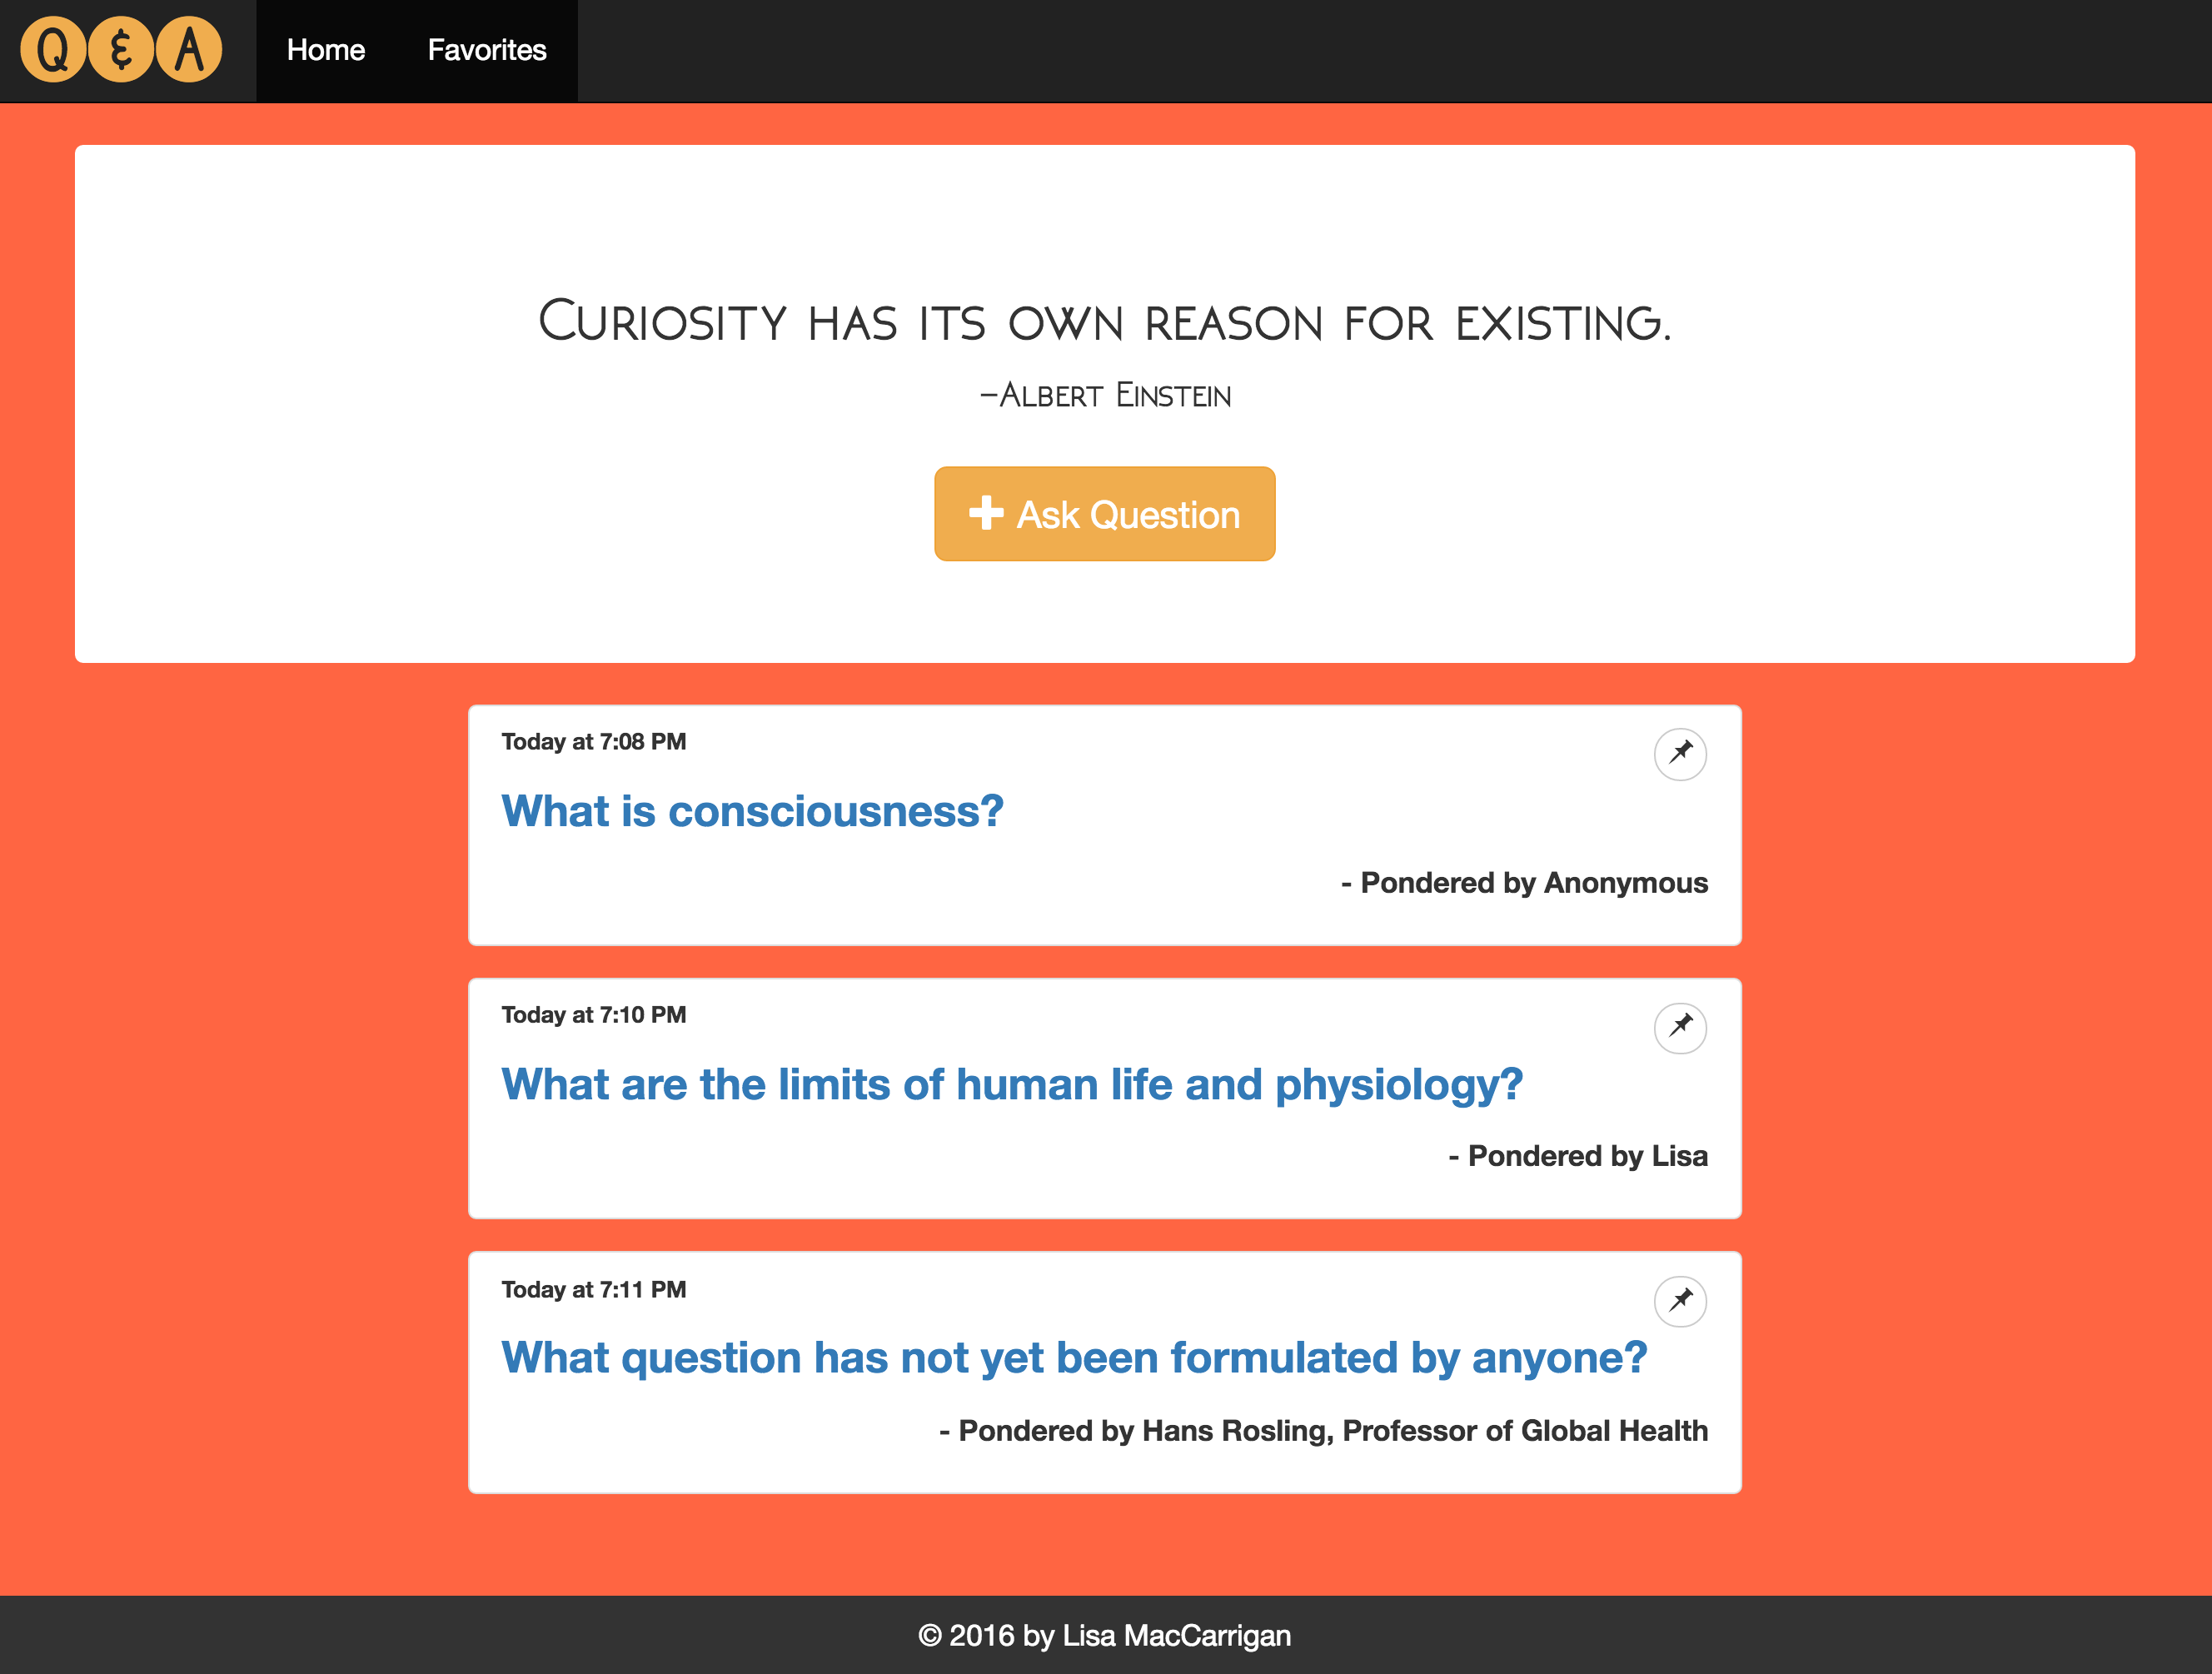 Q & A Home Favorites
Curiosity has its own reason for existing.
—Albert Einstein
Ask Question
Today at 7:08 PM
What is consciousness?
- Pondered by Anonymous
Today at 7:10 PM
What are the limits of human life and physiology?
- Pondered by Lisa
Today at 7:11 PM
What question has not yet been formulated by anyone?
- Pondered by Hans Rosling, Professor of Global Health
© 2016 by Lisa MacCarrigan